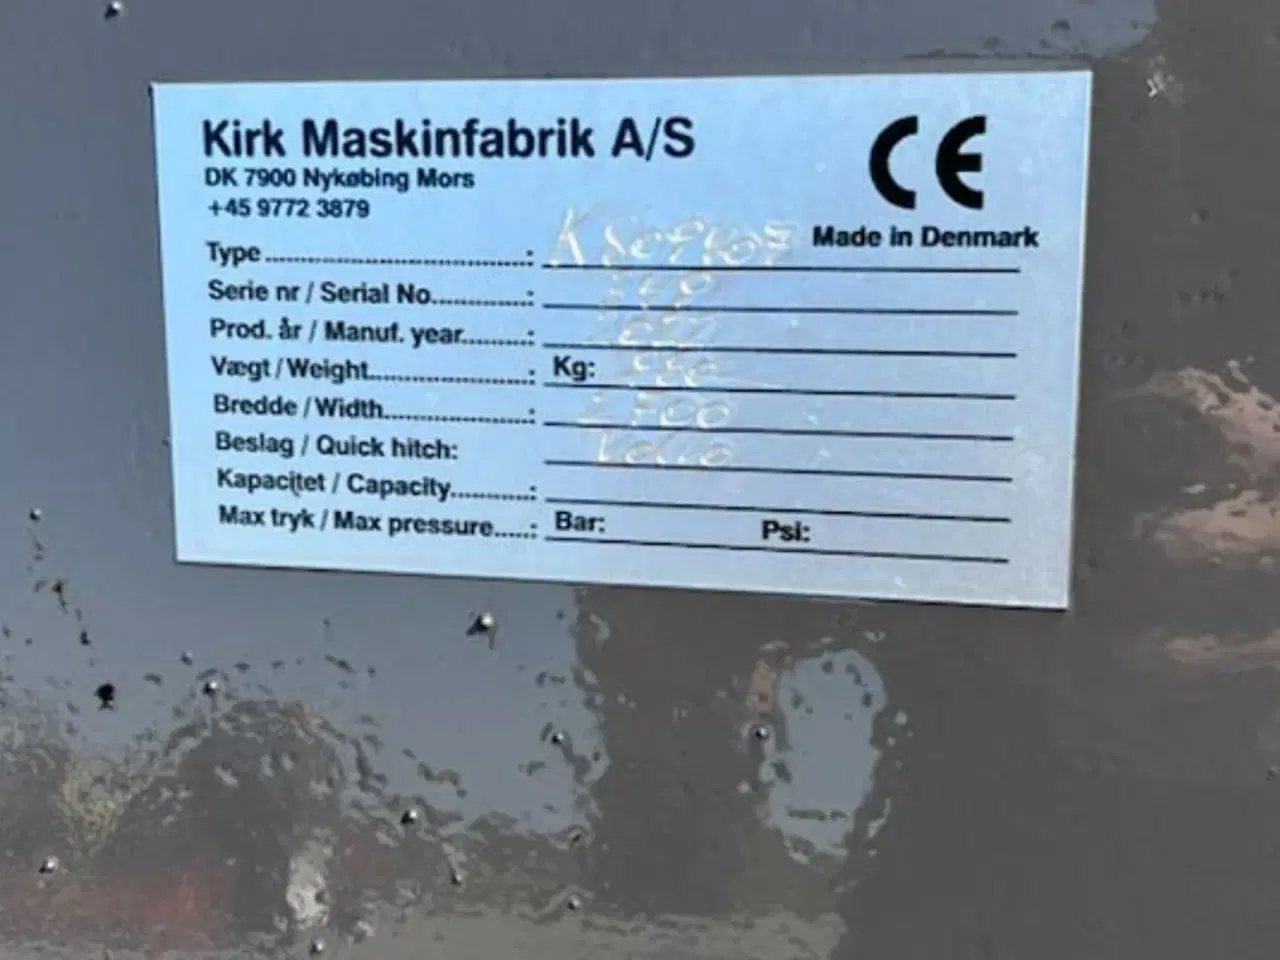 Kirk Maskinfabrik A/S
DK 7900 Nykøbing Mors
+45 9772 3879
CE
Made in Denmark
Type..................................:
Serie nr / Serial No.............:
Prod. år / Manuf. year.........:
Vægt / Weight.....................: Kg:
Bredde / Width...................:
Beslag / Quick hitch:
Kapacitet / Capacity...........:
Max tryk / Max pressure.....: Bar: Psi: